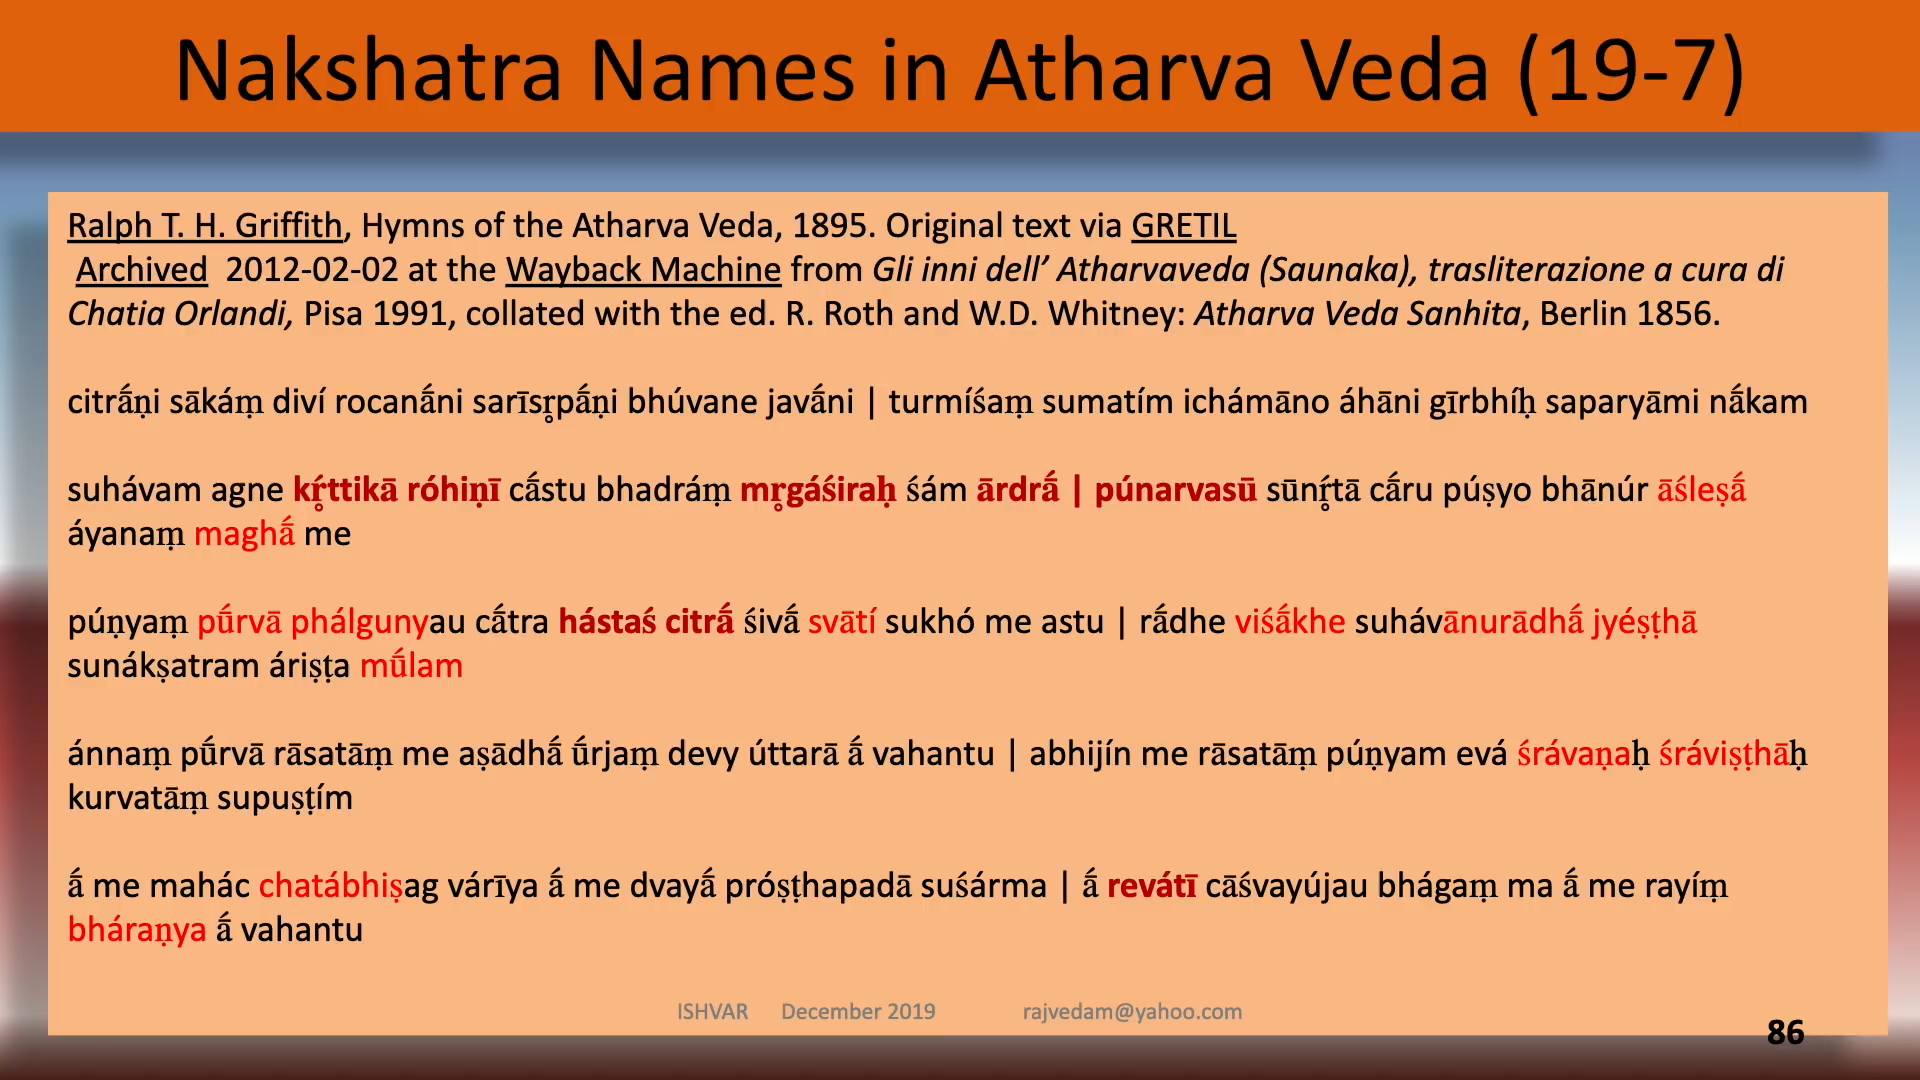 Nakshatra Names in Atharva Veda (19-7)
Ralph T. H. Griffith, Hymns of the Atharva Veda, 1895. Original text via GRETIL
Archived 2012-02-02 at the Wayback Machine from Gli inni dell’ Atharvaveda (Saunaka), trasliterazione a cura di
Chatia Orlandi, Pisa 1991, collated with the ed. R. Roth and W.D. Whitney: Atharva Veda Sanhita, Berlin 1856.
citrā́ṇi sākáṃ diví rocanā́ni sarīsr̥pā́ṇi bhúvane javā́ni | turmíśaṃ sumatím ichámāno áhāni gīrbhíḥ saparyāmi nā́kam
suhávam agne kŕ̥ttikā róhiṇī cā́stu bhadráṃ mr̥gáśiraḥ śám ārdrā́ | púnarvasū sūnŕ̥tā cā́ru púṣyo bhānúr āśleṣā́
áyanaṃ maghā́ me
púṇyaṃ pū́rvā phálgunyau cā́tra hástaś citrā́ śivā́ svātí sukhó me astu | rā́dhe viśā́khe suhávānurādhā́ jyéṣṭhā
sunákṣatram áriṣṭa mū́lam
ánnaṃ pū́rvā rāsatāṃ me aṣādhā́ ū́rjaṃ devy úttarā ā́ vahantu | abhijín me rāsatāṃ púṇyam evá śrávaṇaḥ śráviṣṭhāḥ
kurvatāṃ supuṣṭím
ā́ me mahác chatábhiṣag várīya ā́ me dvayā́ próṣṭhapadā suśárma | ā́ revátī cāśvayújau bhágaṃ ma ā́ me rayíṃ
bháraṇya ā́ vahantu
ISHVAR December 2019 rajvedam@yahoo.com
86